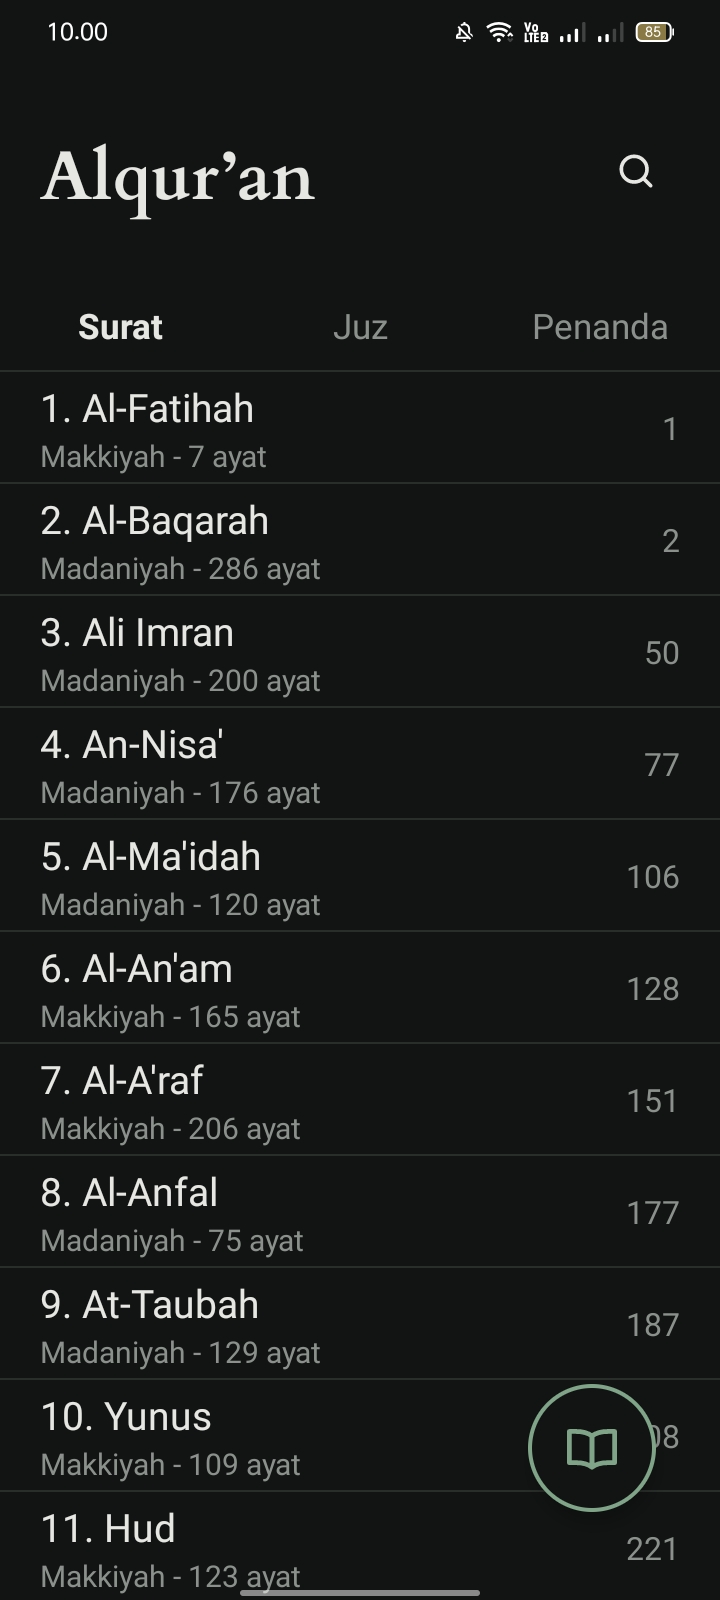 10.00
Vo
LTE2
85
Alqur’an
Surat
Juz
Penanda
1. Al-Fatihah
Makkiyah - 7 ayat
1
2. Al-Baqarah
Madaniyah - 286 ayat
2
3. Ali Imran
Madaniyah - 200 ayat
50
4. An-Nisa'
Madaniyah - 176 ayat
77
5. Al-Ma'idah
Madaniyah - 120 ayat
106
6. Al-An'am
Makkiyah - 165 ayat
128
7. Al-A'raf
Makkiyah - 206 ayat
151
8. Al-Anfal
Madaniyah - 75 ayat
177
9. At-Taubah
Madaniyah - 129 ayat
187
10. Yunus
Makkiyah - 109 ayat
11. Hud
Makkiyah - 123 ayat
221